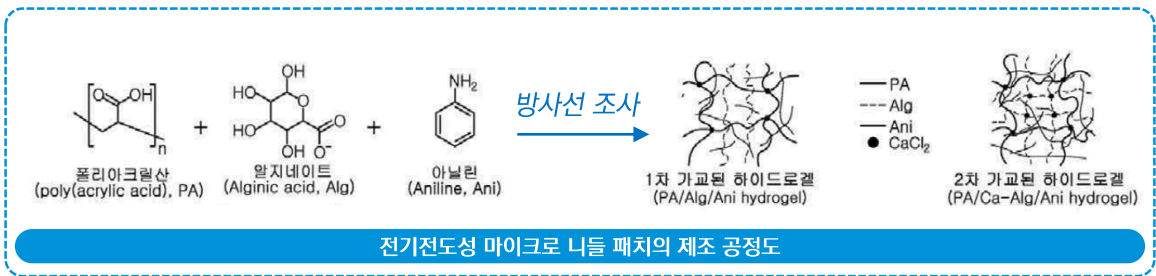 O
OH
n
폴리아크릴산
(poly(acrylic acid), PA)
+
OH
HO
O
HO
O
OH O⁻
알지네이트
(Alginic acid, Alg)
+
NH₂
아닐린
(Aniline, Ani)
방사선 조사
1차 가교된 하이드로겔
(PA/Alg/Ani hydrogel)
PA
Alg
Ani
CaCl₂
2차 가교된 하이드로겔
(PA/Ca-Alg/Ani hydrogel)
전기전도성 마이크로 니들 패치의 제조 공정도